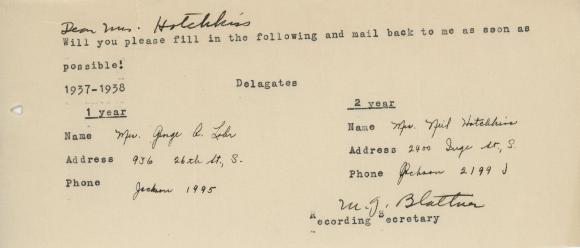 Dear Mrs. Hotchkiss
Will you please fill in the following and mail back to me as soon as
possible!
1937-1938
Delagates
1 year
Name Mrs. George A. Lohr
Address 936 26th St., S.
Phone Jackson 1995
2 year
Name Mrs. Neil Hotchkiss
Address 2400 Inge St., S.
Phone Jackson 2199 J
M. J. Blattner
Recording Secretary